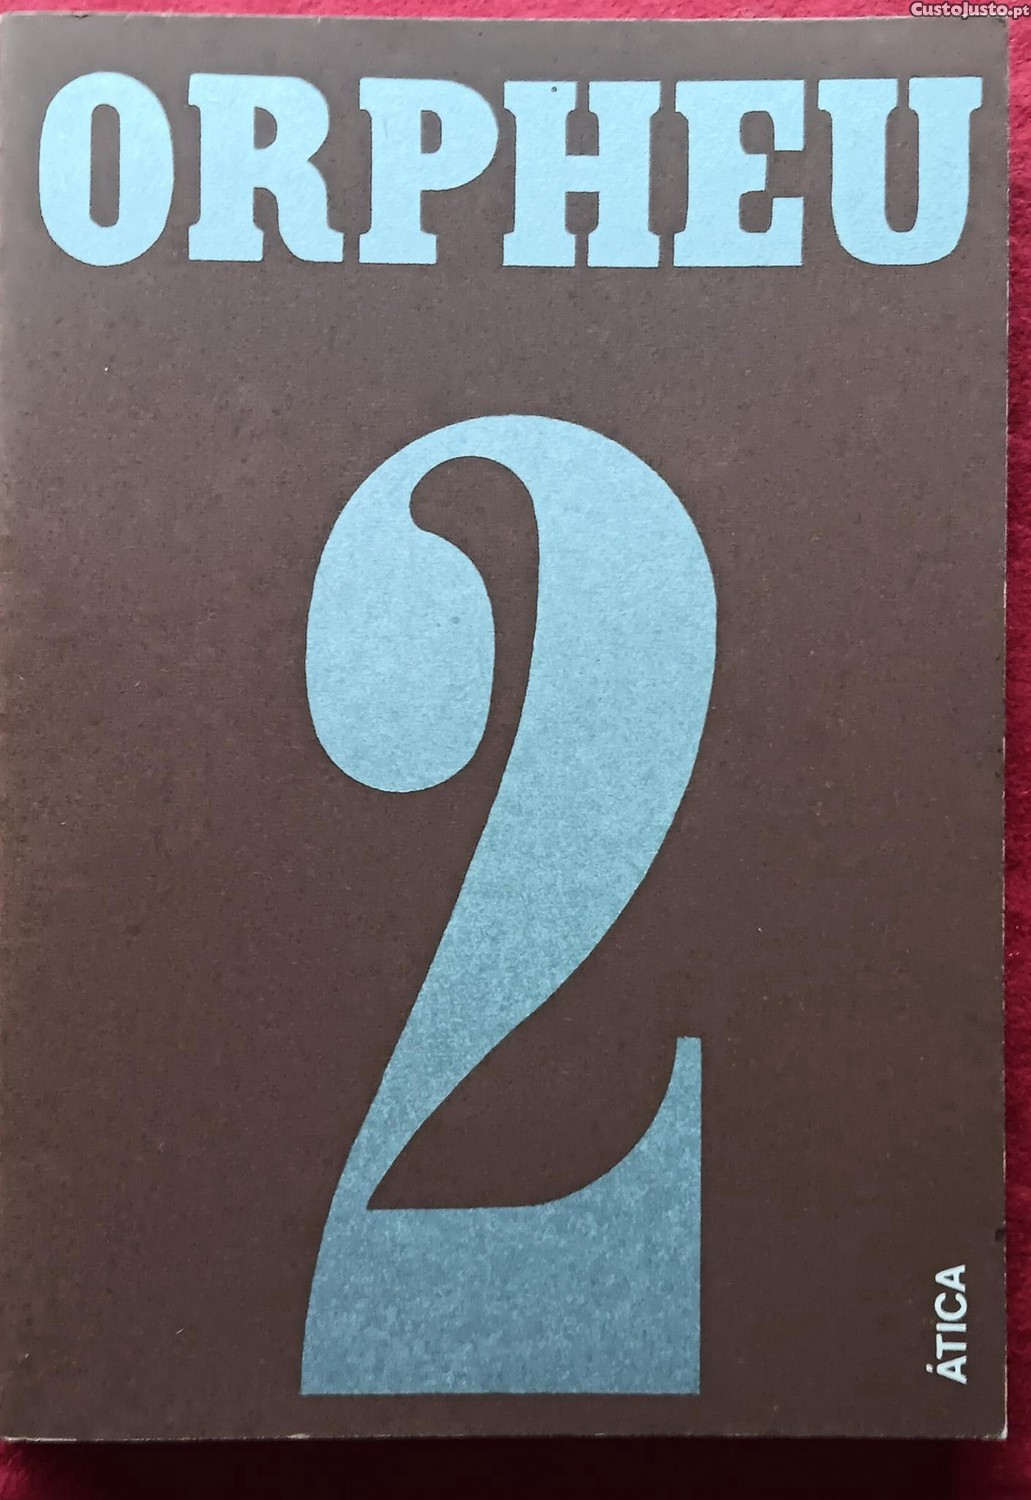 CustoJusto.pt
ORPHEU
2
ÁTICA